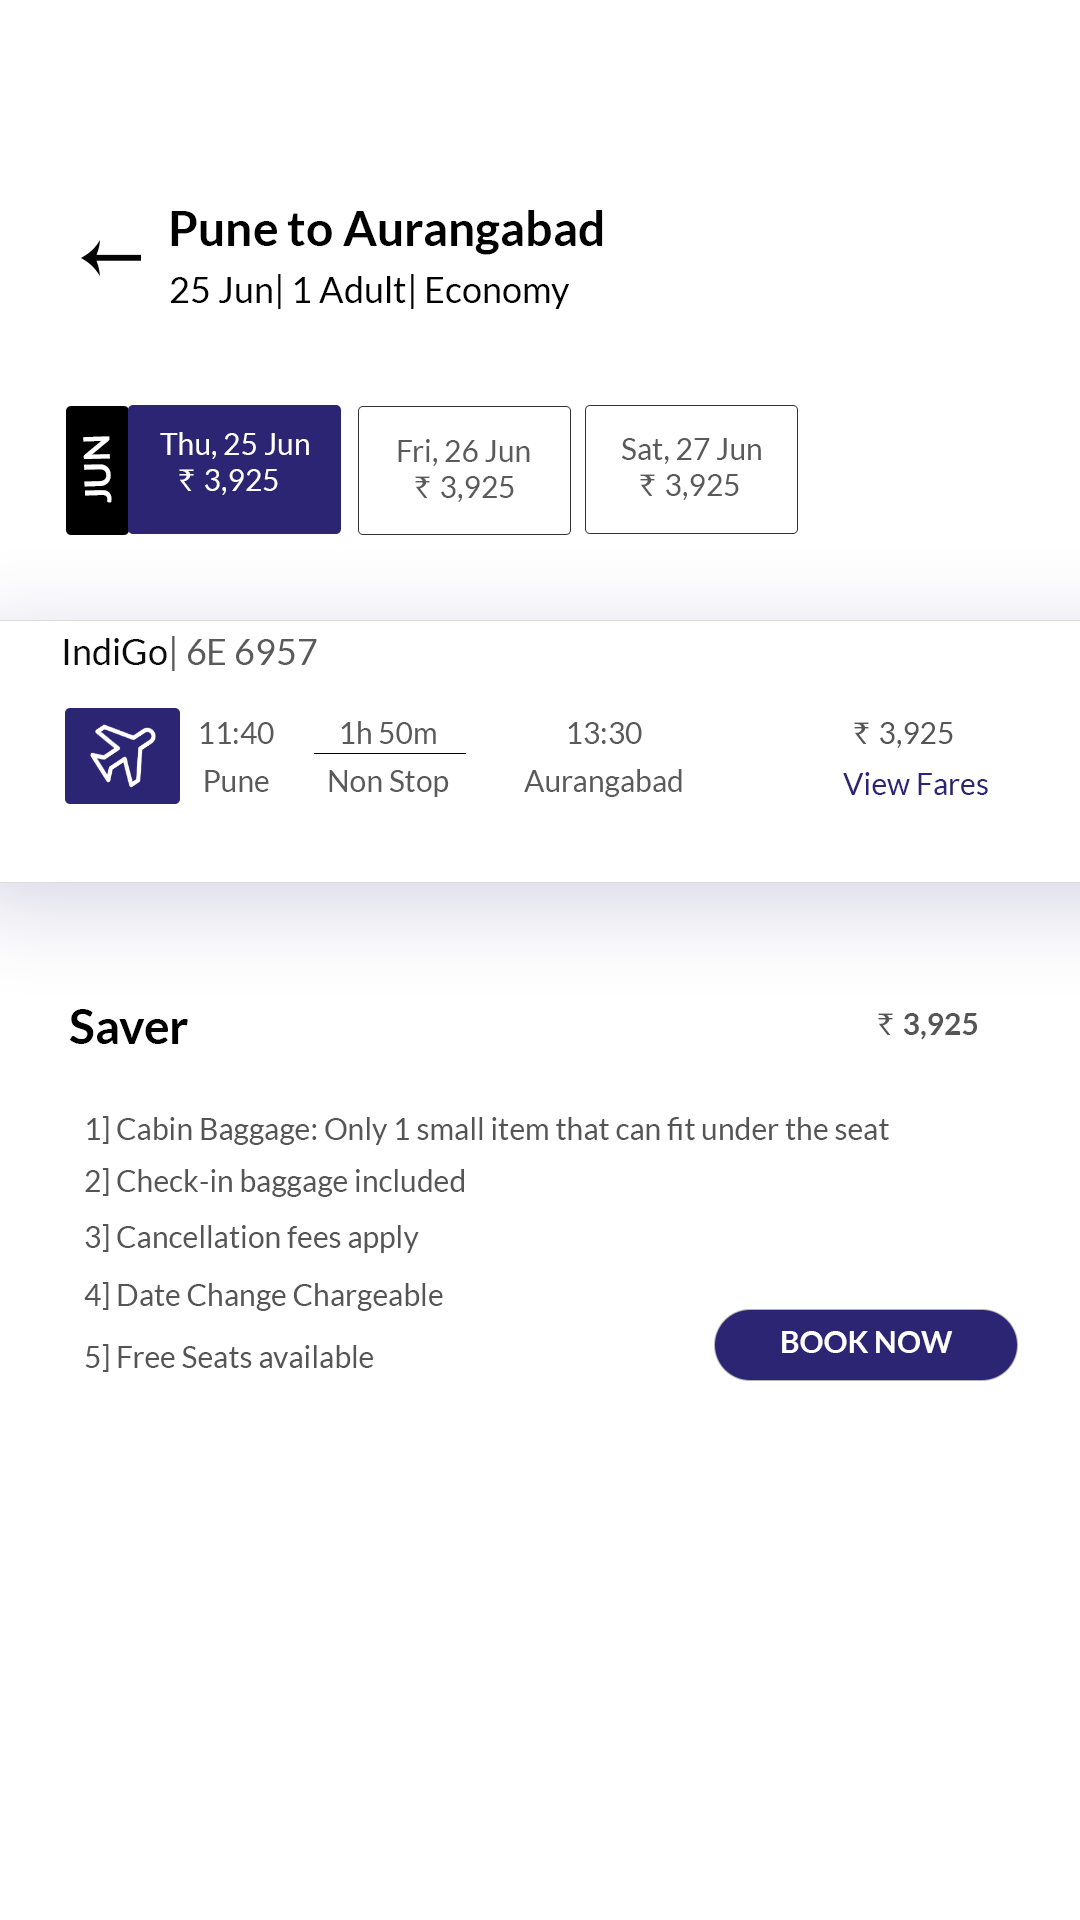 Pune to Aurangabad
25 Jun| 1 Adult| Economy
JUN
Thu, 25 Jun
₹ 3,925
Fri, 26 Jun
₹ 3,925
Sat, 27 Jun
₹ 3,925
IndiGo| 6E 6957
11:40 1h 50m 13:30 ₹ 3,925
Pune Non Stop Aurangabad View Fares
Saver ₹ 3,925
1] Cabin Baggage: Only 1 small item that can fit under the seat
2] Check-in baggage included
3] Cancellation fees apply
4] Date Change Chargeable
5] Free Seats available
BOOK NOW